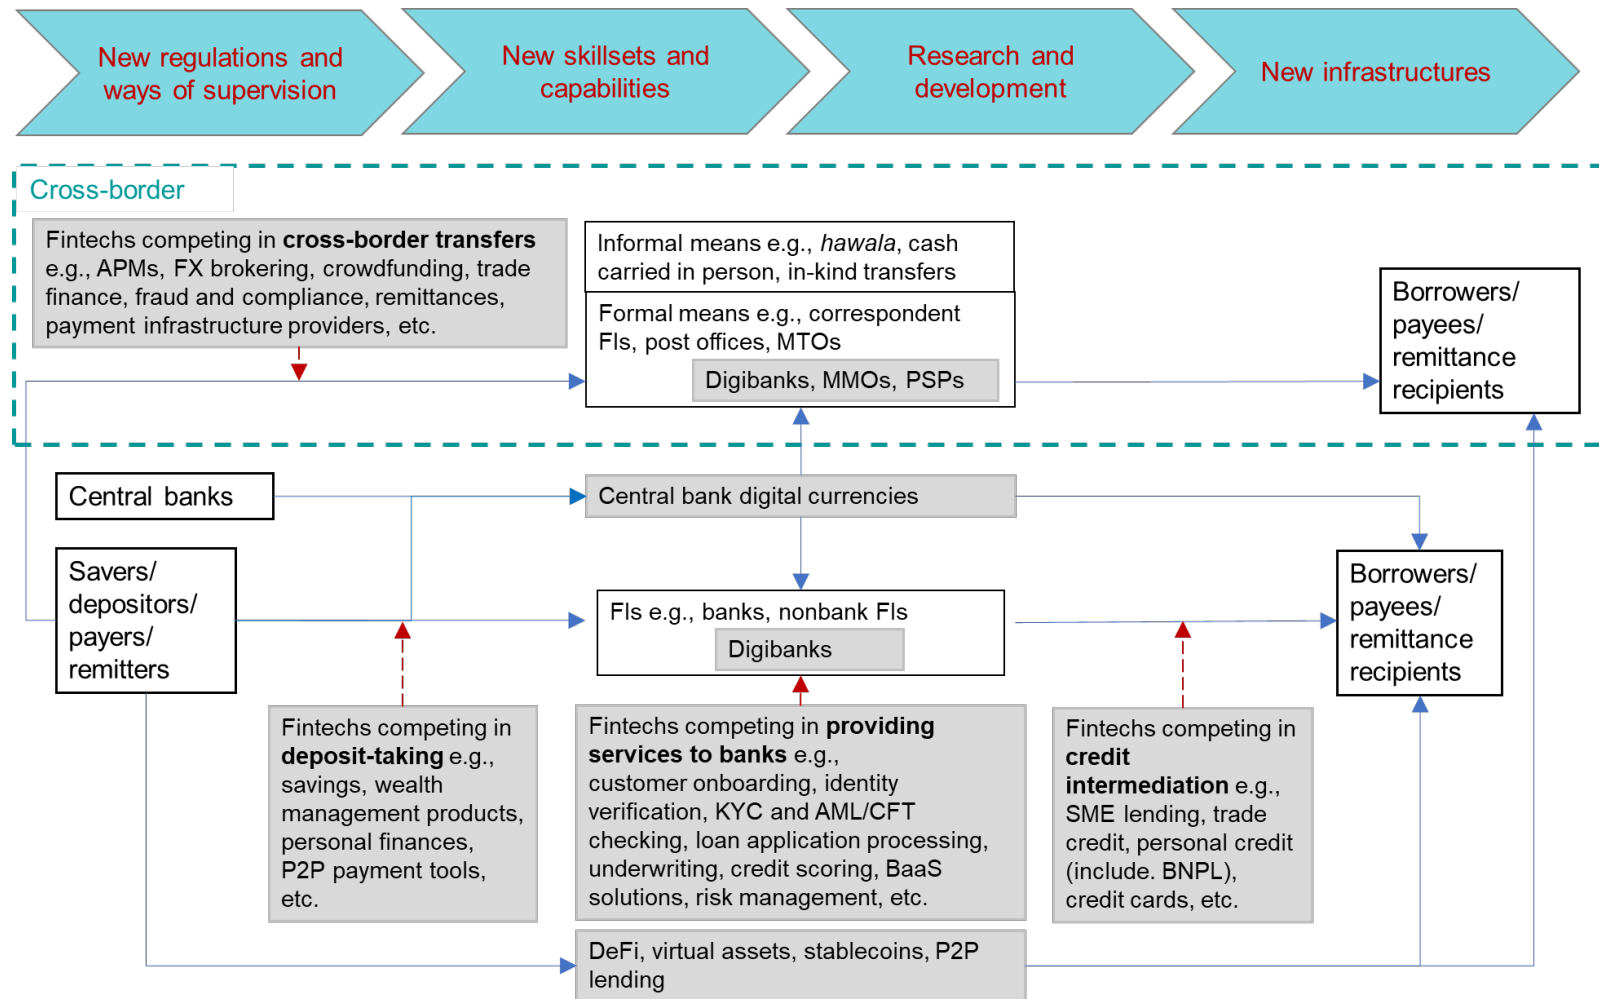 New regulations and
ways of supervision
New skillsets and
capabilities
Research and
development
New infrastructures
Cross-border
Fintechs competing in cross-border transfers
e.g., APMs, FX brokering, crowdfunding, trade
finance, fraud and compliance, remittances,
payment infrastructure providers, etc.
Informal means e.g., hawala, cash
carried in person, in-kind transfers
Formal means e.g., correspondent
FIs, post offices, MTOs
Digibanks, MMOs, PSPs
Borrowers/
payees/
remittance
recipients
Central banks
Central bank digital currencies
Savers/
depositors/
payers/
remitters
FIs e.g., banks, nonbank FIs
Digibanks
Borrowers/
payees/
remittance
recipients
Fintechs competing in
deposit-taking e.g.,
savings, wealth
management products,
personal finances,
P2P payment tools,
etc.
Fintechs competing in providing
services to banks e.g.,
customer onboarding, identity
verification, KYC and AML/CFT
checking, loan application processing,
underwriting, credit scoring, BaaS
solutions, risk management, etc.
Fintechs competing in
credit
intermediation e.g.,
SME lending, trade
credit, personal credit
(include. BNPL),
credit cards, etc.
DeFi, virtual assets, stablecoins, P2P
lending